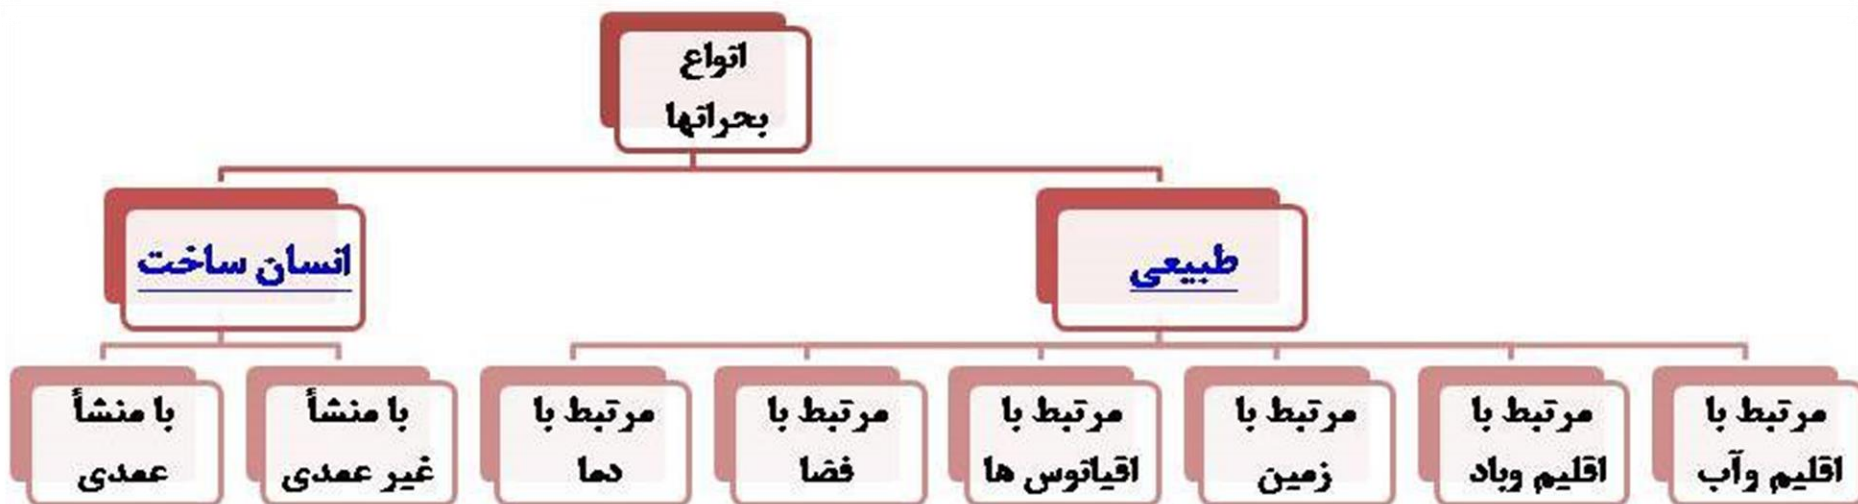 انواع
بحرانها
طبیعی
انسان ساخت
مرتبط با
اقلیم وآب
مرتبط با
اقلیم وباد
مرتبط با
زمین
مرتبط با
اقیانوس ها
مرتبط با
فضا
مرتبط با
دما
با منشأ
غیر عمدی
با منشأ
عمدی